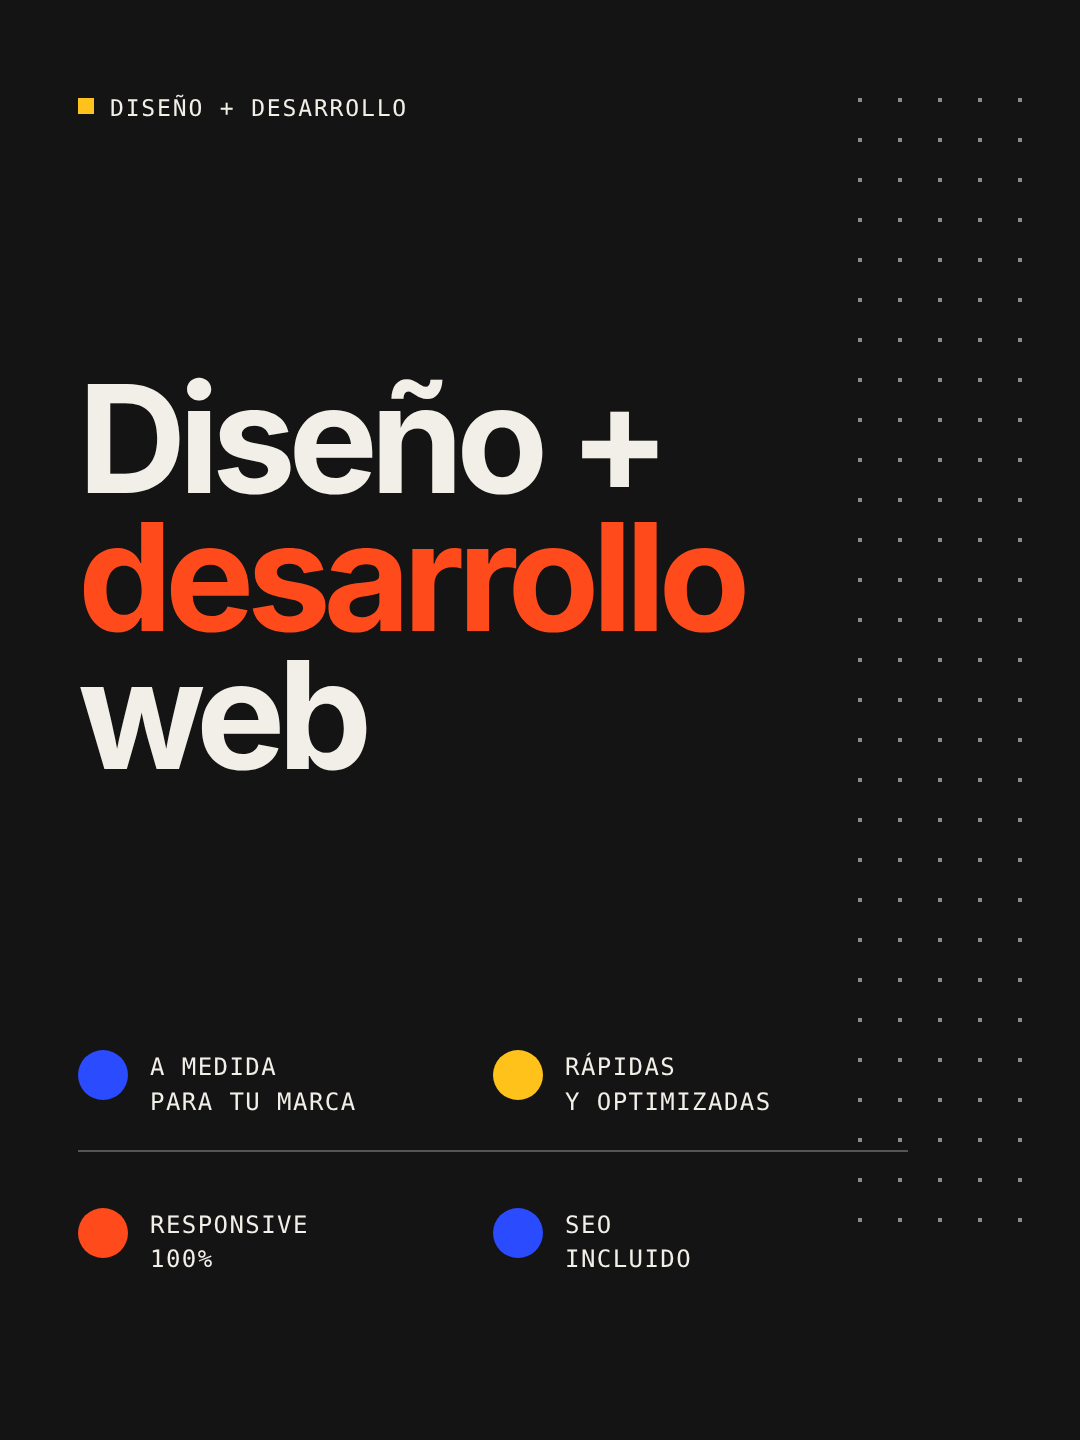 DISEÑO + DESARROLLO
Diseño +
desarrollo
web
A MEDIDA
PARA TU MARCA
RÁPIDAS
Y OPTIMIZADAS
RESPONSIVE
100%
SEO
INCLUIDO